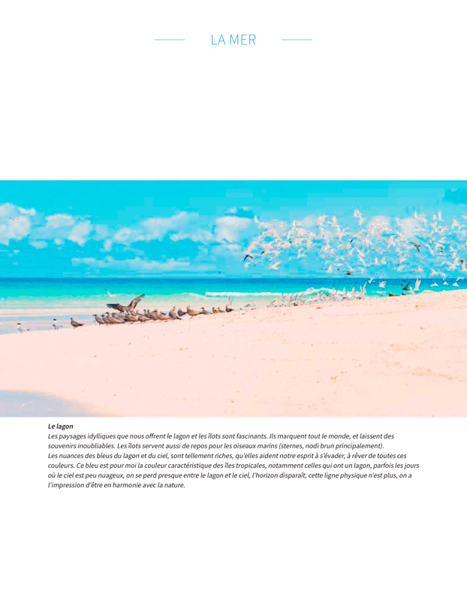 LA MER
Le lagon
Les paysages idylliques que nous offrent le lagon et les îlots sont fascinants. Ils marquent tout le monde, et laissent des
souvenirs inoubliables. Les îlots servent aussi de repos pour les oiseaux marins (sternes, nodi brun principalement).
Les nuances des bleus du lagon et du ciel, sont tellement riches, qu'elles aident notre esprit à s'évader, à rêver de toutes ces
couleurs. Ce bleu est pour moi la couleur caractéristique des îles tropicales, notamment celles qui ont un lagon, parfois les jours
où le ciel est peu nuageux, on se perd presque entre le lagon et le ciel, l'horizon disparaît, cette ligne physique n'est plus, on a
l'impression d'être en harmonie avec la nature.